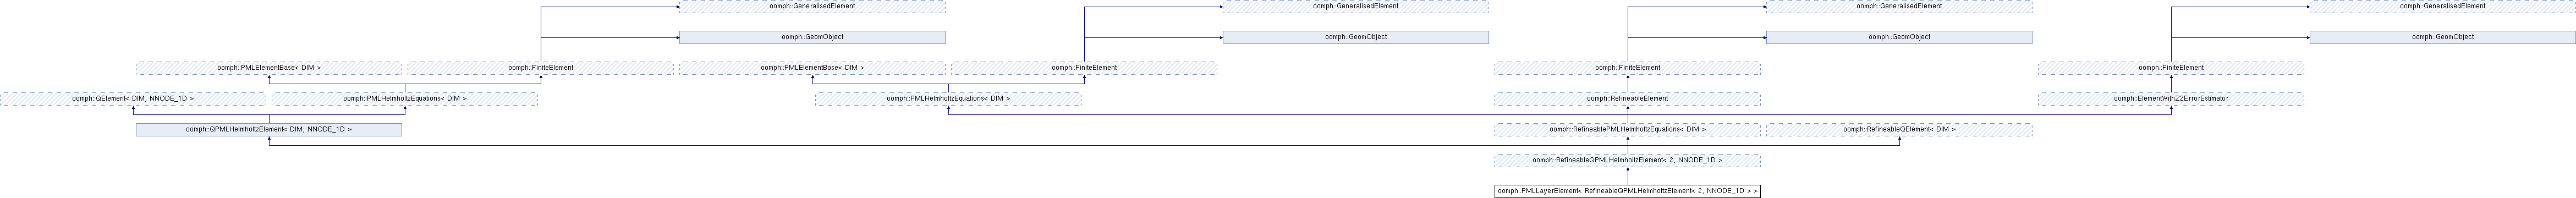 oomph::GeneralisedElement oomph::GeneralisedElement oomph::GeneralisedElement oomph::GeneralisedElement
oomph::GeomObject oomph::GeomObject oomph::GeomObject oomph::GeomObject
oomph::PMLElementBase< DIM > oomph::FiniteElement oomph::PMLElementBase< DIM > oomph::FiniteElement oomph::FiniteElement oomph::FiniteElement
oomph::QElement< DIM, NNODE_1D > oomph::PMLHelmholtzEquations< DIM > oomph::PMLHelmholtzEquations< DIM > oomph::RefineableElement oomph::ElementWithZ2ErrorEstimator
oomph::QPMLHelmholtzElement< DIM, NNODE_1D > oomph::RefineablePMLHelmholtzEquations< DIM > oomph::RefineableQElement< DIM >
oomph::RefineableQPMLHelmholtzElement< 2, NNODE_1D >
oomph::PMLLayerElement< RefineableQPMLHelmholtzElement< 2, NNODE_1D > >